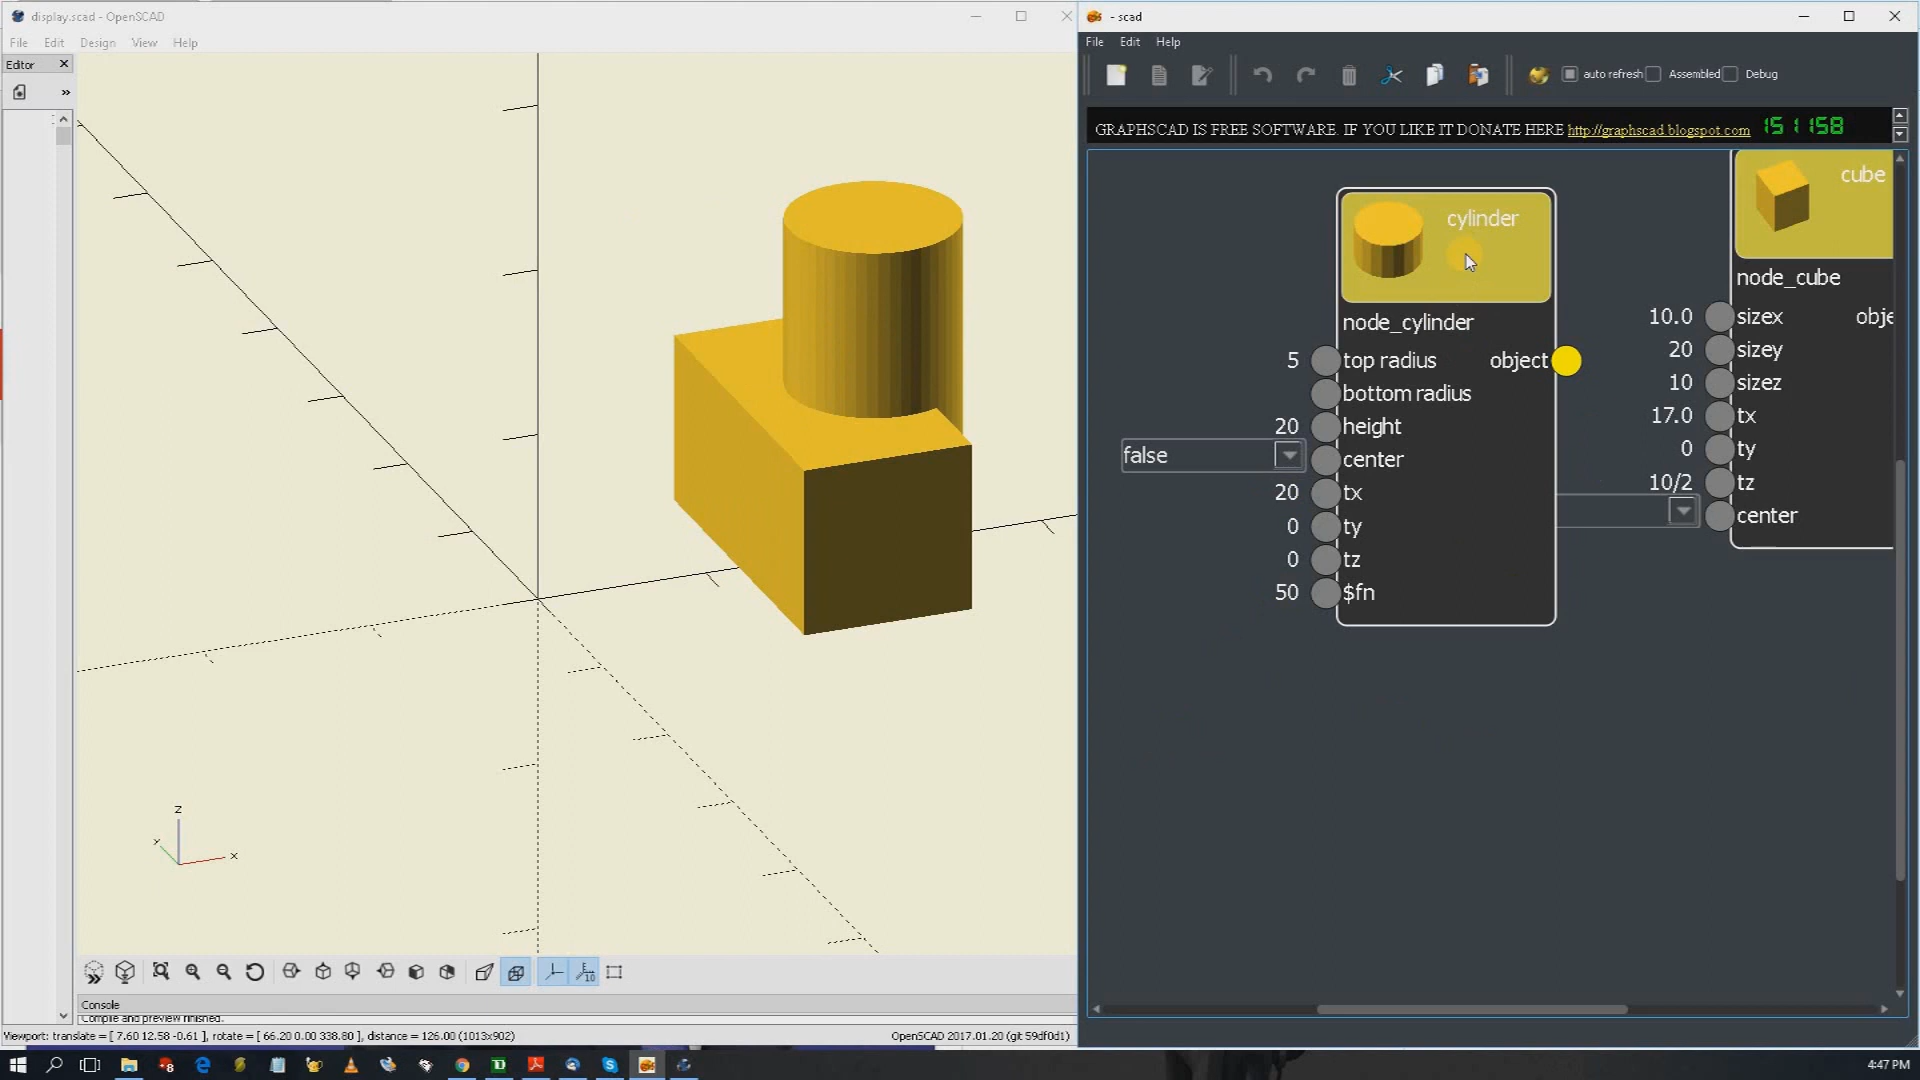 display.scad - OpenSCAD
File Edit Design View Help
Editor
z
y
x
Console
Compile and preview finished.
Viewport: translate = [ 7.60 12.58 -0.61 ], rotate = [ 66.20 0.00 338.80 ], distance = 126.00 (1013x902)
OpenSCAD 2017.01.20 (git 59df0d1)
- scad
File Edit Help
auto refresh Assembled Debug
GRAPHSCAD IS FREE SOFTWARE. IF YOU LIKE IT DONATE HERE http://graphscad.blogspot.com 15 11 58
cylinder
node_cylinder
5 top radius object
bottom radius
20 height
false center
20 tx
0 ty
0 tz
50 $fn
cube
node_cube
10.0 sizex obje
20 sizey
10 sizez
17.0 tx
0 ty
10/2 tz
center
4:47 PM